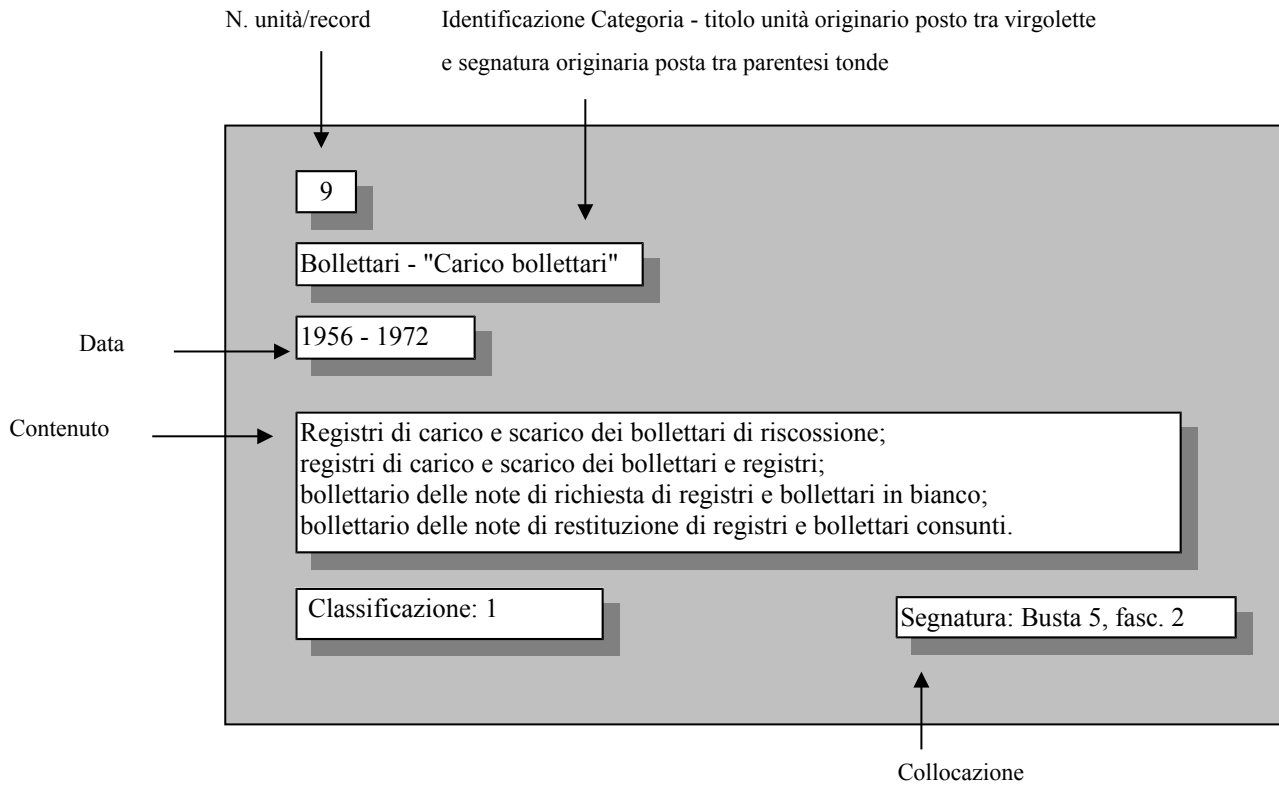 N. unità/record
Identificazione Categoria - titolo unità originario posto tra virgolette
e segnatura originaria posta tra parentesi tonde
9
Bollettari - "Carico bollettari"
Data
1956 - 1972
Contenuto
Registri di carico e scarico dei bollettari di riscossione;
registri di carico e scarico dei bollettari e registri;
bollettario delle note di richiesta di registri e bollettari in bianco;
bollettario delle note di restituzione di registri e bollettari consunti.
Classificazione: 1
Segnatura: Busta 5, fasc. 2
Collocazione